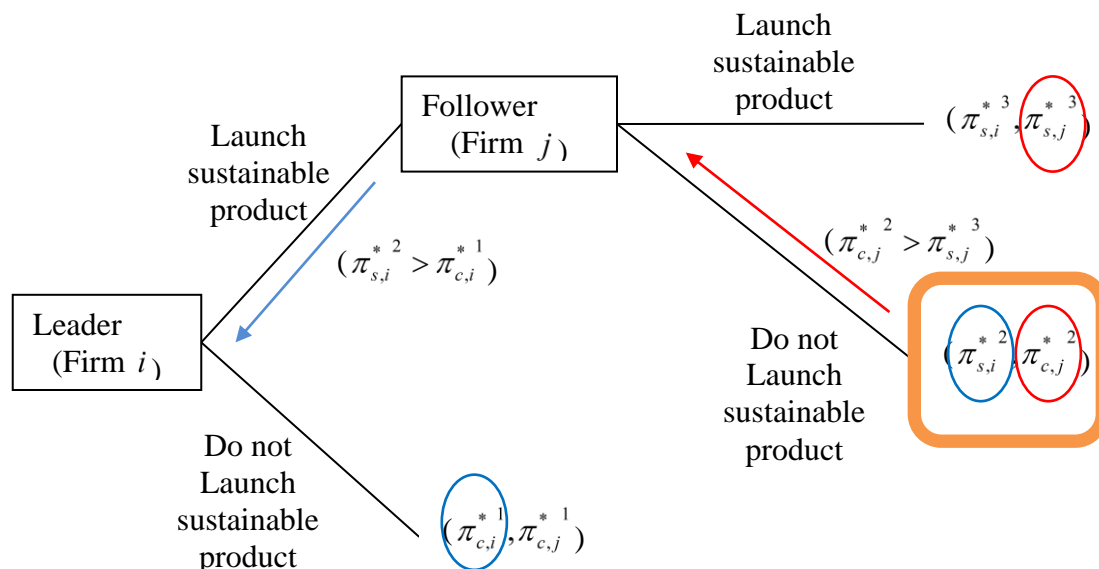 Launch
sustainable
product
Follower
(Firm j)
(π*³s,i, π*³s,j)
Launch
sustainable
product
(π*²c,j > π*³s,j)
(π*²s,i > π*¹c,i)
Leader
(Firm i)
Do not
Launch
sustainable
product
(π*²s,i, π*²c,j)
Do not
Launch
sustainable
product
(π*¹c,i, π*¹c,j)